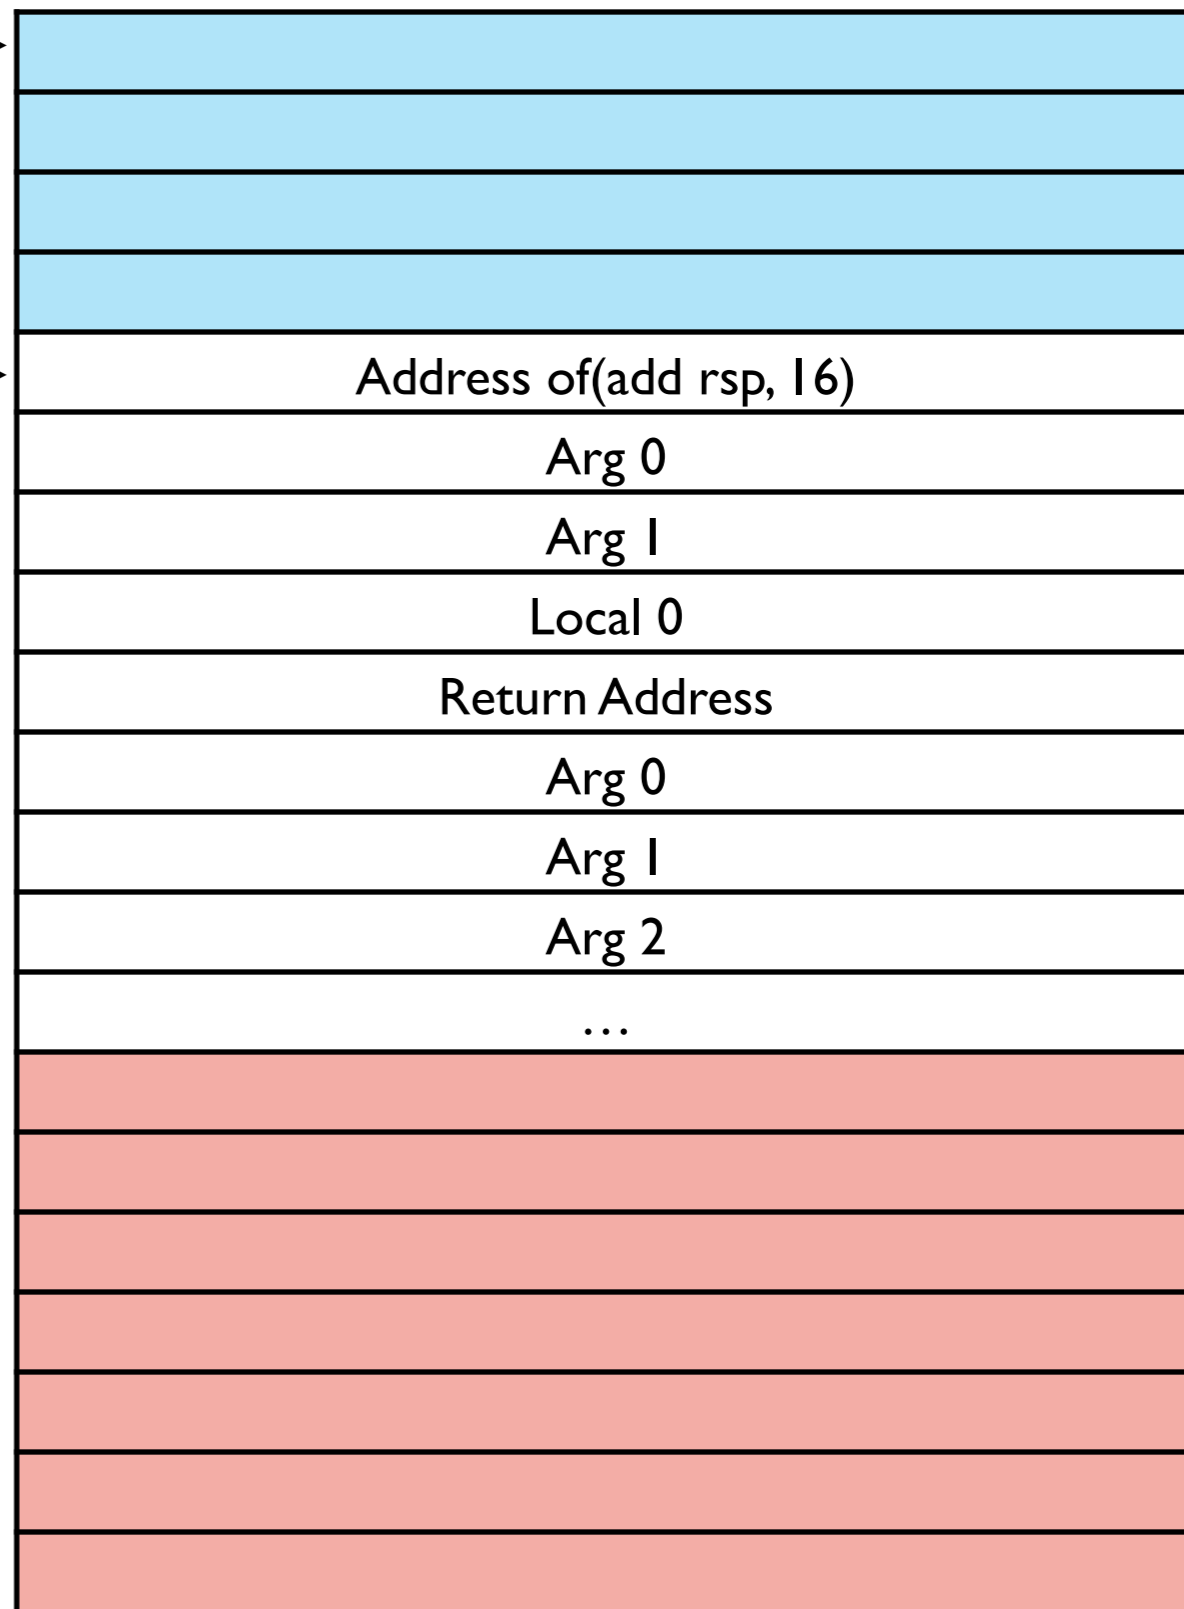 Address of(add rsp, 16)
Arg 0
Arg 1
Local 0
Return Address
Arg 0
Arg 1
Arg 2
…